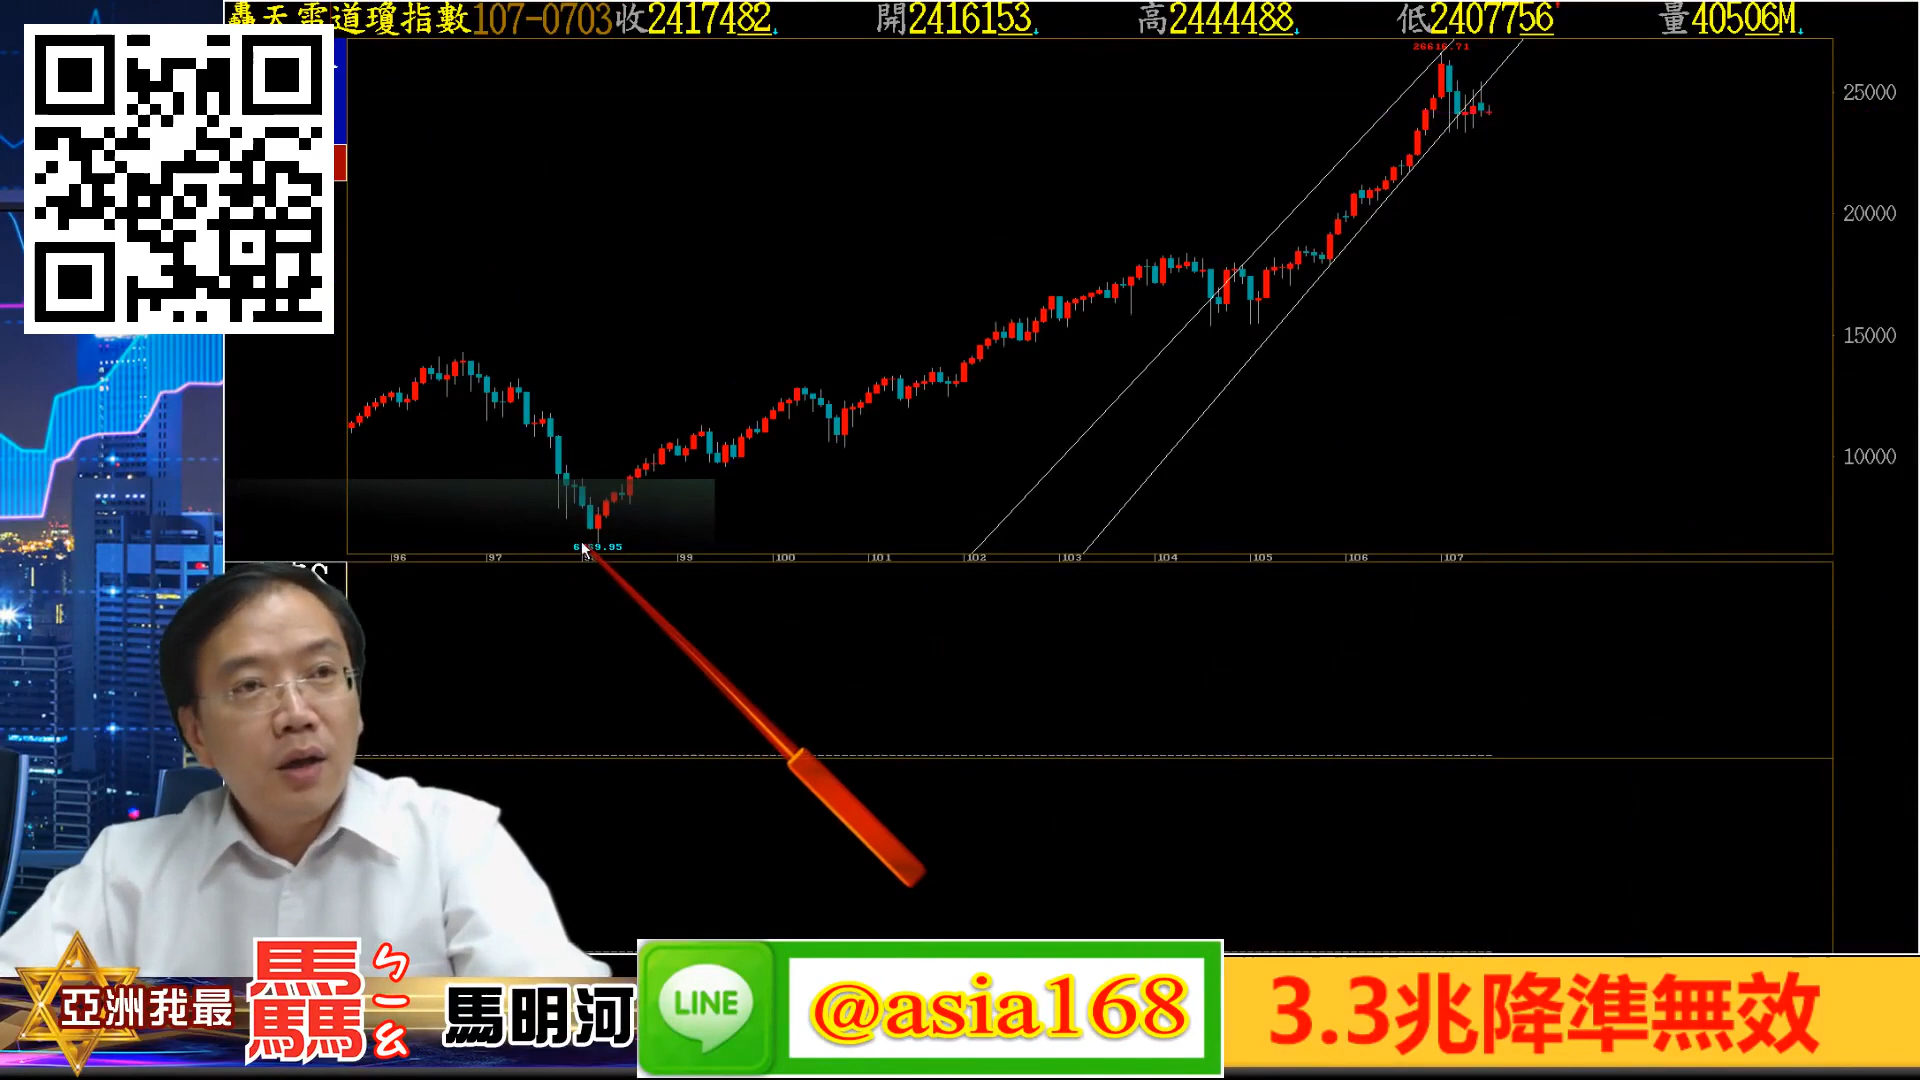 轟天雷道瓊指數107-0703收2417482 開2416153 高2444488 低2407756 量40506M
26616.71
25000
20000
15000
10000
96 97 99 100 101 102 103 104 105 106 107
亞洲我最
驫
ㄅㄧㄠ
馬明河
LINE
@asia168
3.3兆降準無效